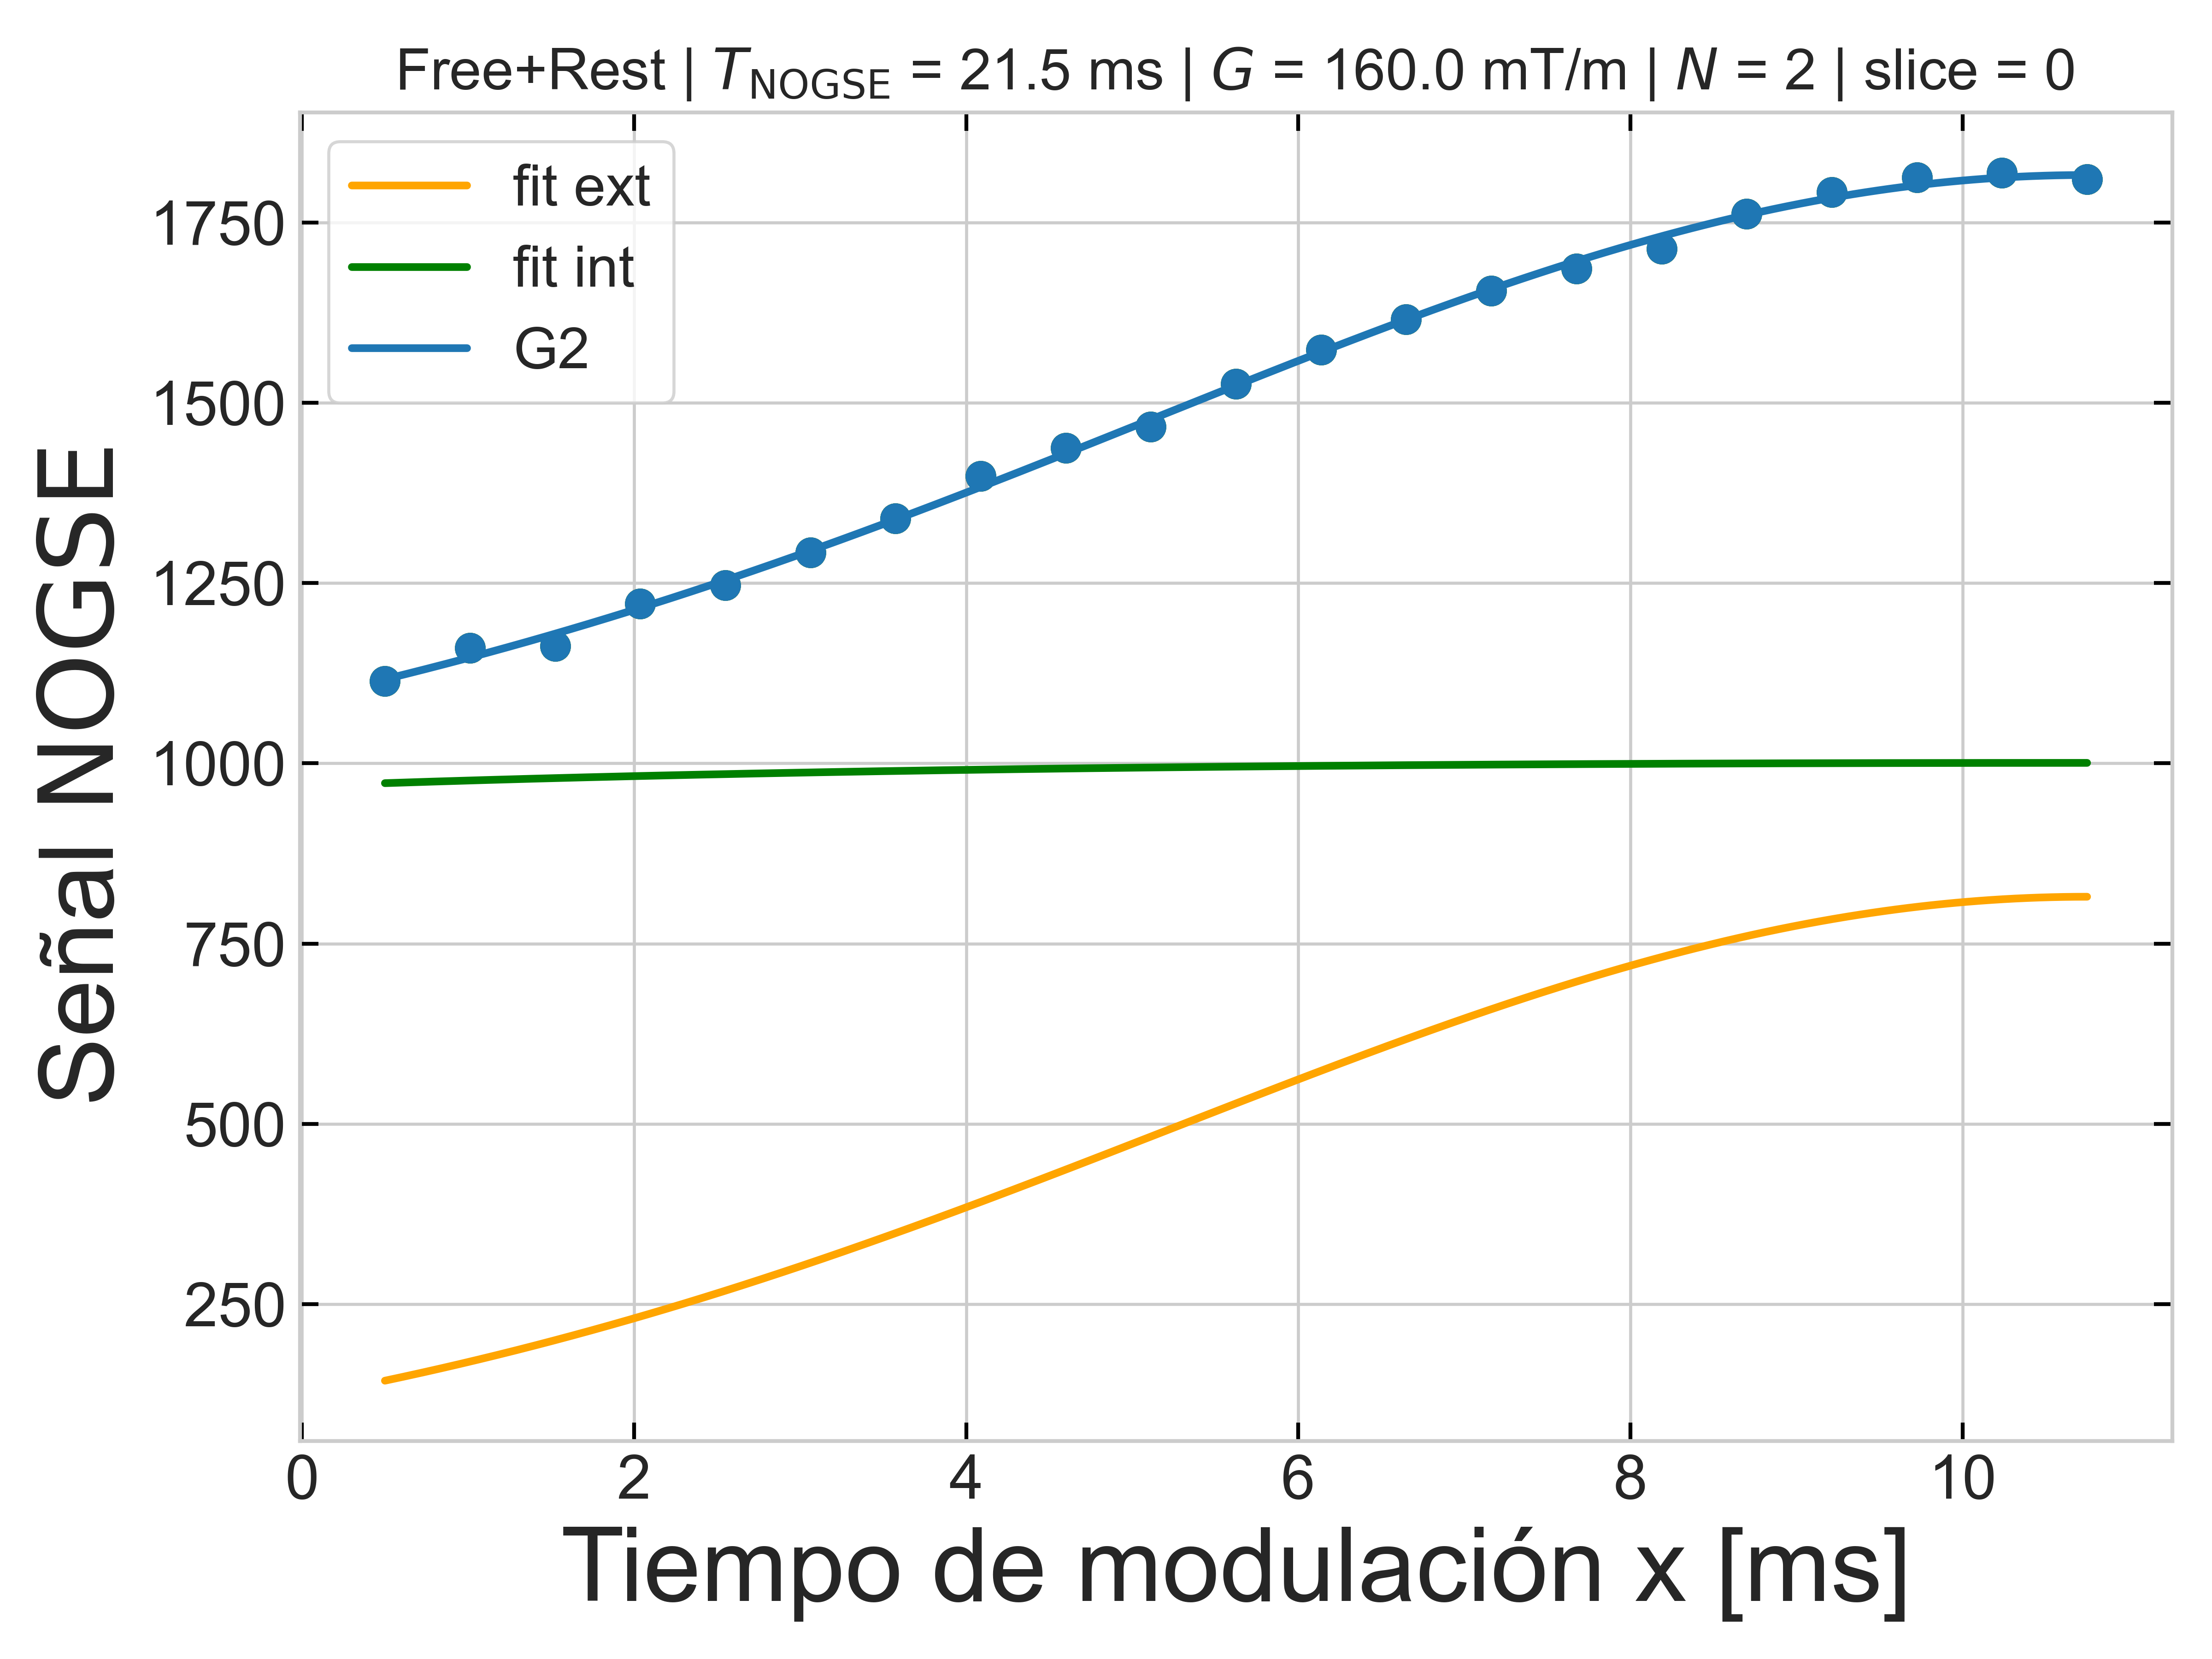 Free+Rest | T_NOGSE = 21.5 ms | G = 160.0 mT/m | N = 2 | slice = 0
fit ext
fit int
G2
Señal NOGSE
1750
1500
1250
1000
750
500
250
0 2 4 6 8 10
Tiempo de modulación x [ms]